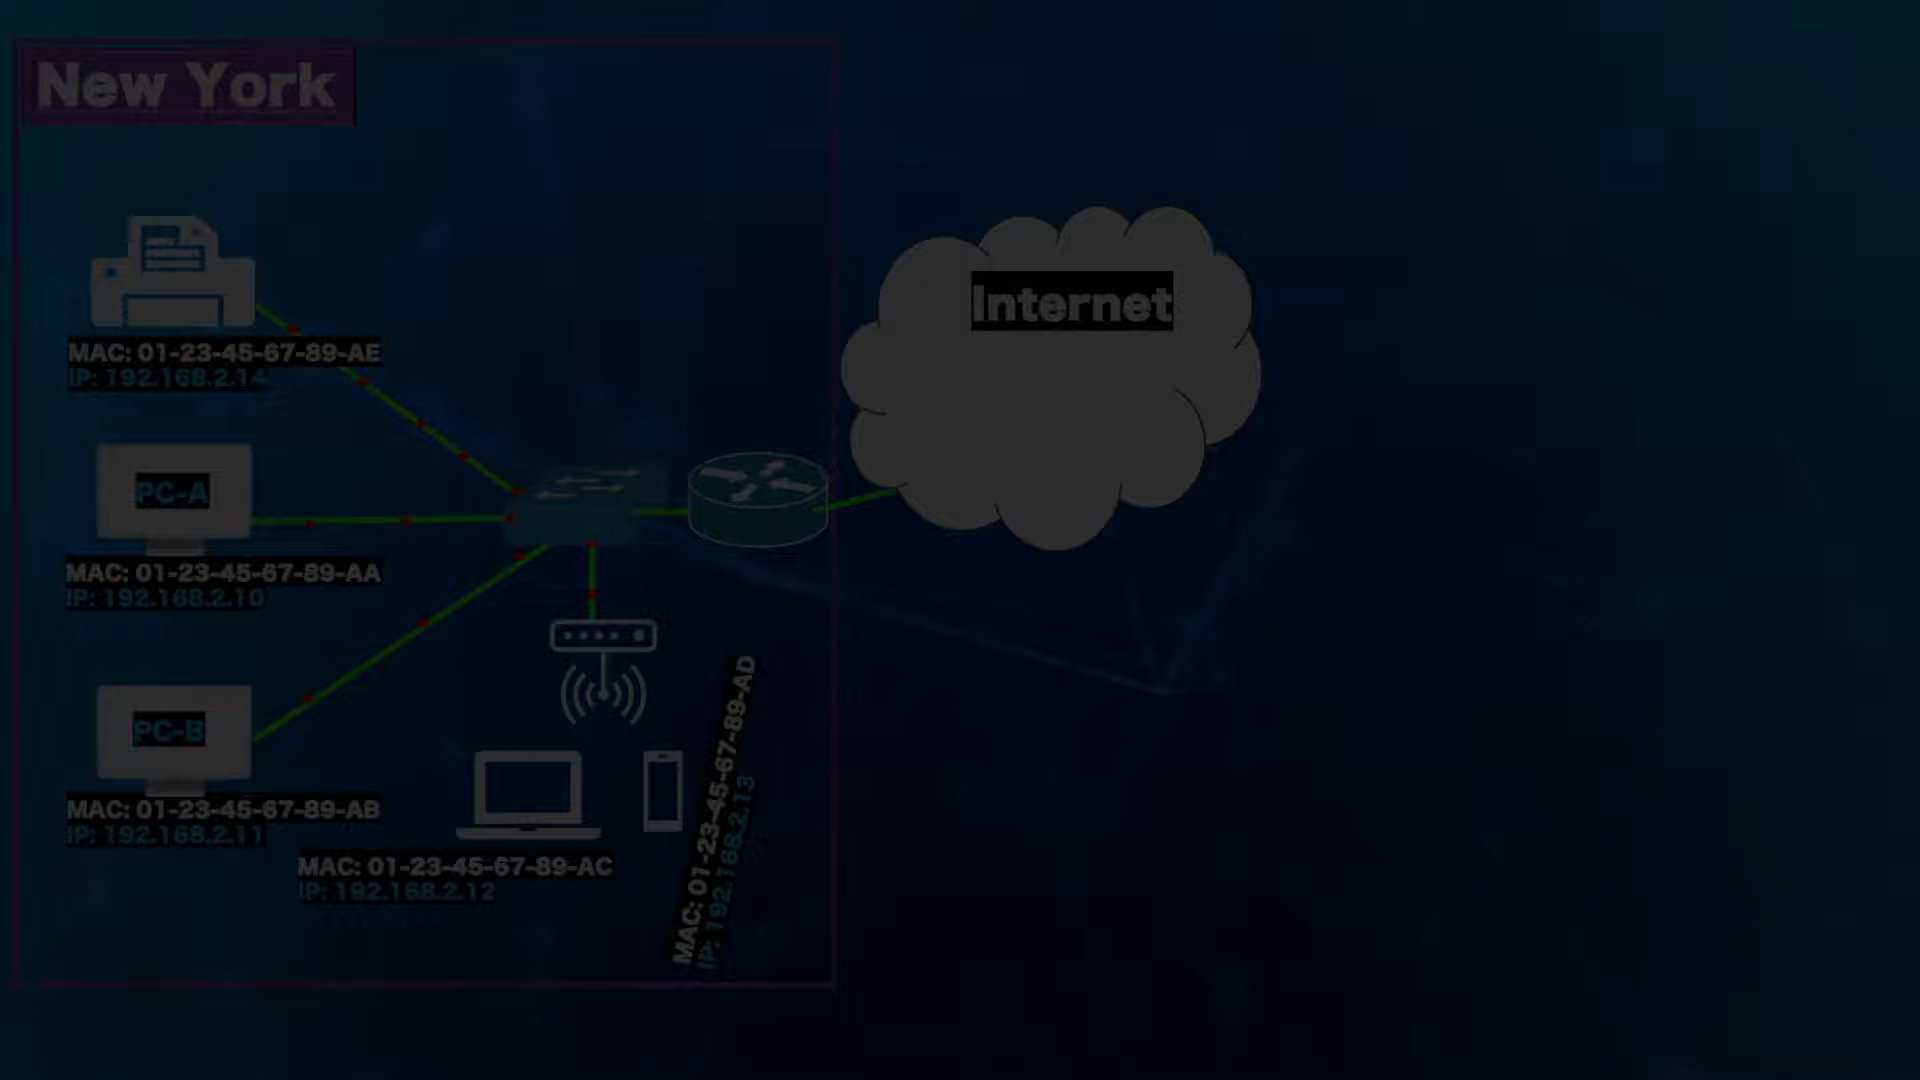 New York
Internet
MAC: 01-23-45-67-89-AE
IP: 192.168.2.14
PC-A
MAC: 01-23-45-67-89-AA
IP: 192.168.2.10
PC-B
MAC: 01-23-45-67-89-AB
IP: 192.168.2.11
MAC: 01-23-45-67-89-AC
IP: 192.168.2.12
MAC: 01-23-45-67-89-AD
IP: 192.168.2.13